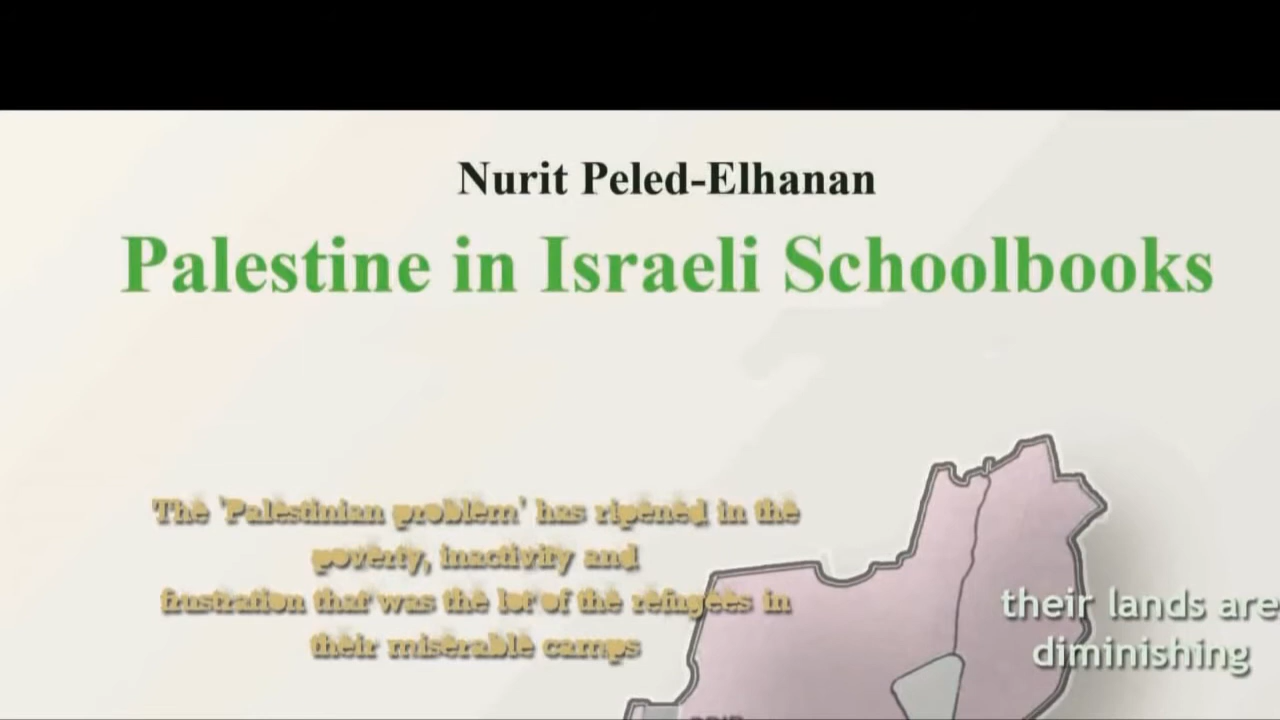 Nurit Peled-Elhanan
Palestine in Israeli Schoolbooks
The 'Palestinian problem' has ripened in the
poverty, inactivity and
frustration that was the lot of the refugees in
their miserable camps
their lands are
diminishing